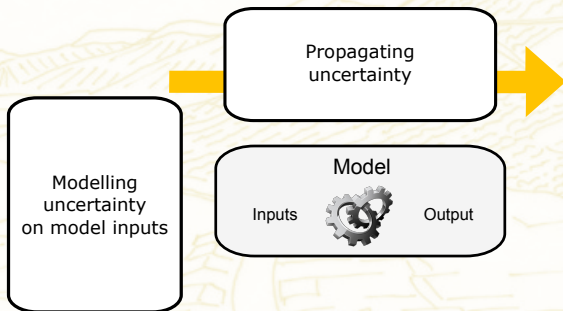 Propagating
uncertainty
Modelling
uncertainty
on model inputs
Model
Inputs
Output